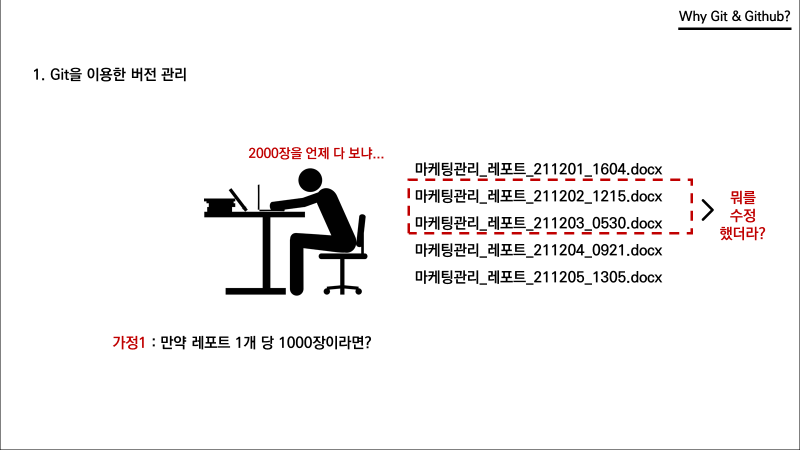 Why Git & Github?
1. Git을 이용한 버전 관리
2000장을 언제 다 보냐...
마케팅관리_레포트_211201_1604.docx
마케팅관리_레포트_211202_1215.docx
마케팅관리_레포트_211203_0530.docx
마케팅관리_레포트_211204_0921.docx
마케팅관리_레포트_211205_1305.docx
뭐를
수정
했더라?
가정1 : 만약 레포트 1개 당 1000장이라면?